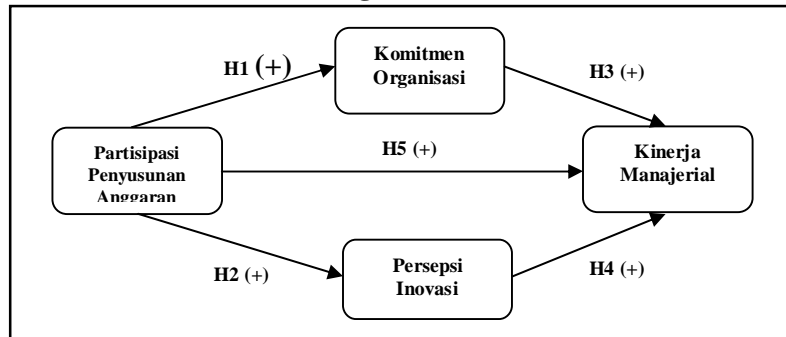 Komitmen
Organisasi
H1 (+)
H3 (+)
Partisipasi
Penyusunan
Anggaran
H5 (+)
Kinerja
Manajerial
H2 (+)
Persepsi
Inovasi
H4 (+)